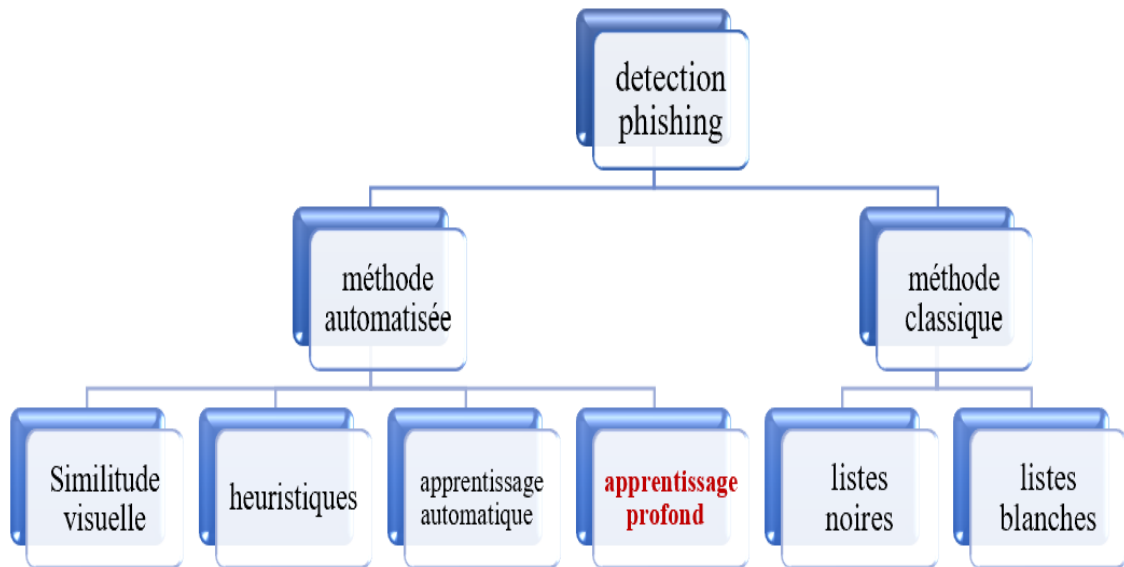 detection
phishing
méthode
automatisée
méthode
classique
Similitude
visuelle
heuristiques
apprentissage
automatique
apprentissage
profond
listes
noires
listes
blanches